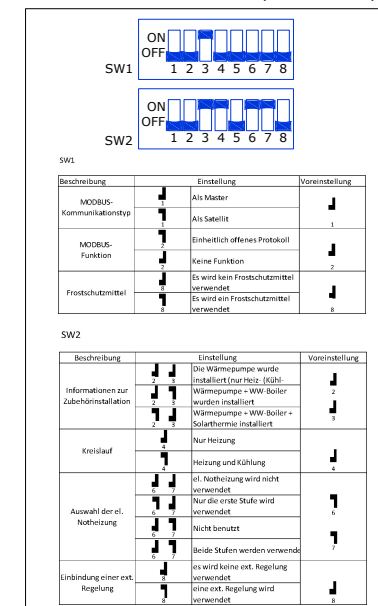 ON
OFF
SW1
1 2 3 4 5 6 7 8
ON
OFF
SW2
1 2 3 4 5 6 7 8
SW1
Beschreibung Einstellung Voreinstellung
MODBUS-
Kommunikationstyp
1 Als Master
1 Als Satellit
1
MODBUS-
Funktion
2 Einheitlich offenes Protokoll
2 Keine Funktion
2
Frostschutzmittel
8 Es wird kein Frostschutzmittel
verwendet
8 Es wird ein Frostschutzmittel
verwendet
8
SW2
Beschreibung Einstellung Voreinstellung
Informationen zur
Zubehörinstallation
2 3 Die Wärmepumpe wurde
installiert (nur Heiz- (Kühl-
2 3 Wärmepumpe + WW-Boiler
wurden installiert
2 3 Wärmepumpe + WW-Boiler +
Solarthermie installiert
2
3
Kreislauf
4 Nur Heizung
4 Heizung und Kühlung
4
Auswahl der el.
Notheizung
6 7 el. Notheizung wird nicht
verwendet
6 7 Nur die erste Stufe wird
verwendet
6 7 Nicht benutzt
6 7 Beide Stufen werden verwende
6
7
Einbindung einer ext.
Regelung
8 es wird keine ext. Regelung
verwendet
8 eine ext. Regelung wird
verwendet
8